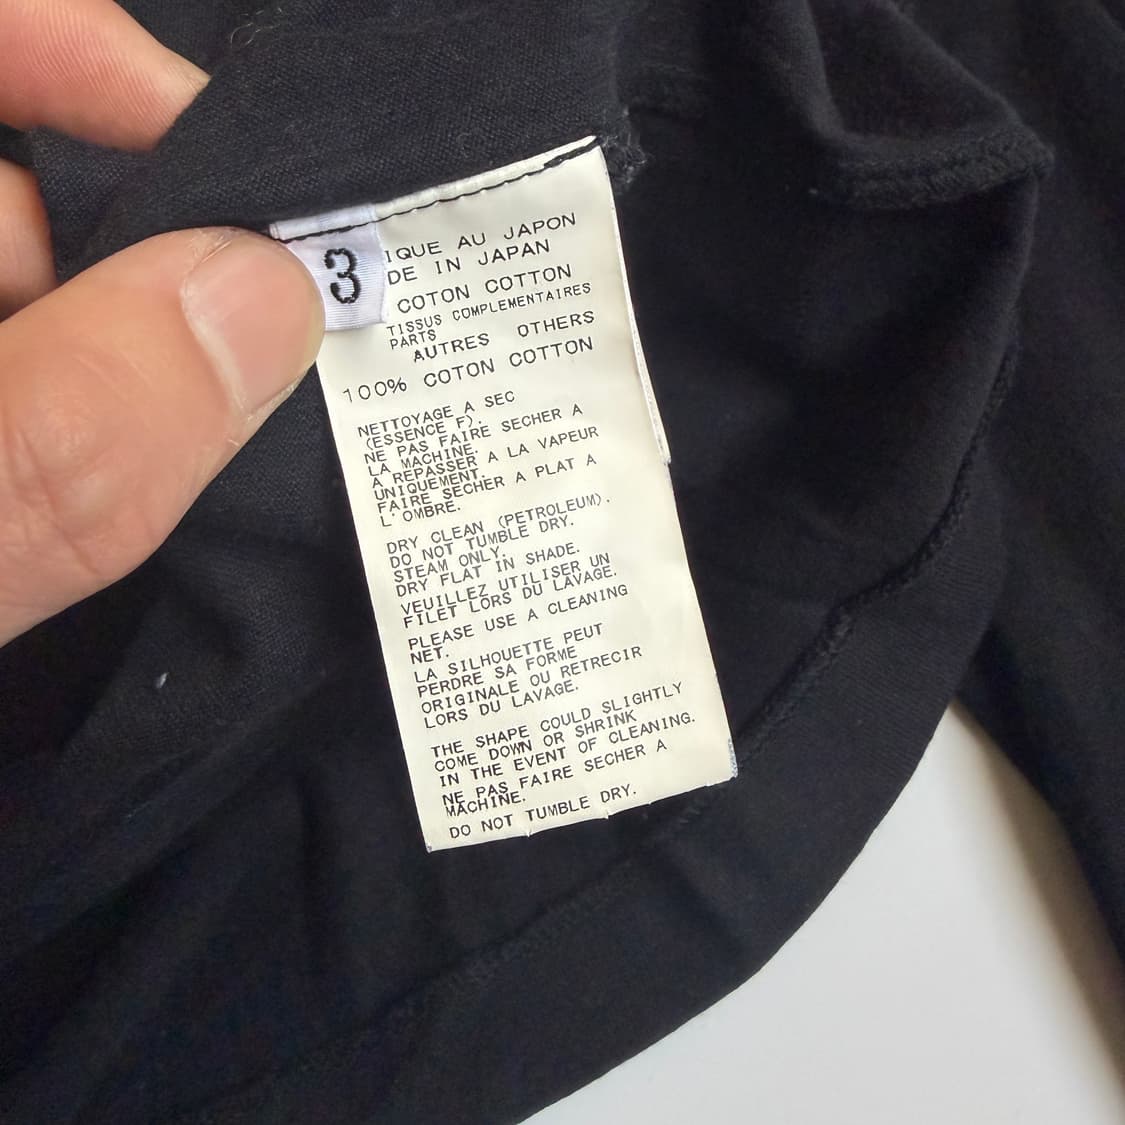 3
IQUE AU JAPON
DE IN JAPAN
COTON COTTON
TISSUS COMPLEMENTAIRES
PARTS
AUTRES OTHERS
100% COTON COTTON
NETTOYAGE A SEC
(ESSENCE F).
NE PAS FAIRE SECHER A
LA MACHINE.
A REPASSER A LA VAPEUR
UNIQUEMENT.
FAIRE SECHER A PLAT A
L'OMBRE.
DRY CLEAN (PETROLEUM).
DO NOT TUMBLE DRY.
STEAM ONLY.
DRY FLAT IN SHADE.
VEUILLEZ UTILISER UN
FILET LORS DU LAVAGE.
PLEASE USE A CLEANING
NET.
LA SILHOUETTE PEUT
PERDRE SA FORME
ORIGINALE OU RETRECIR
LORS DU LAVAGE.
THE SHAPE COULD SLIGHTLY
COME DOWN OR SHRINK
IN THE EVENT OF CLEANING.
NE PAS FAIRE SECHER A
MACHINE.
DO NOT TUMBLE DRY.